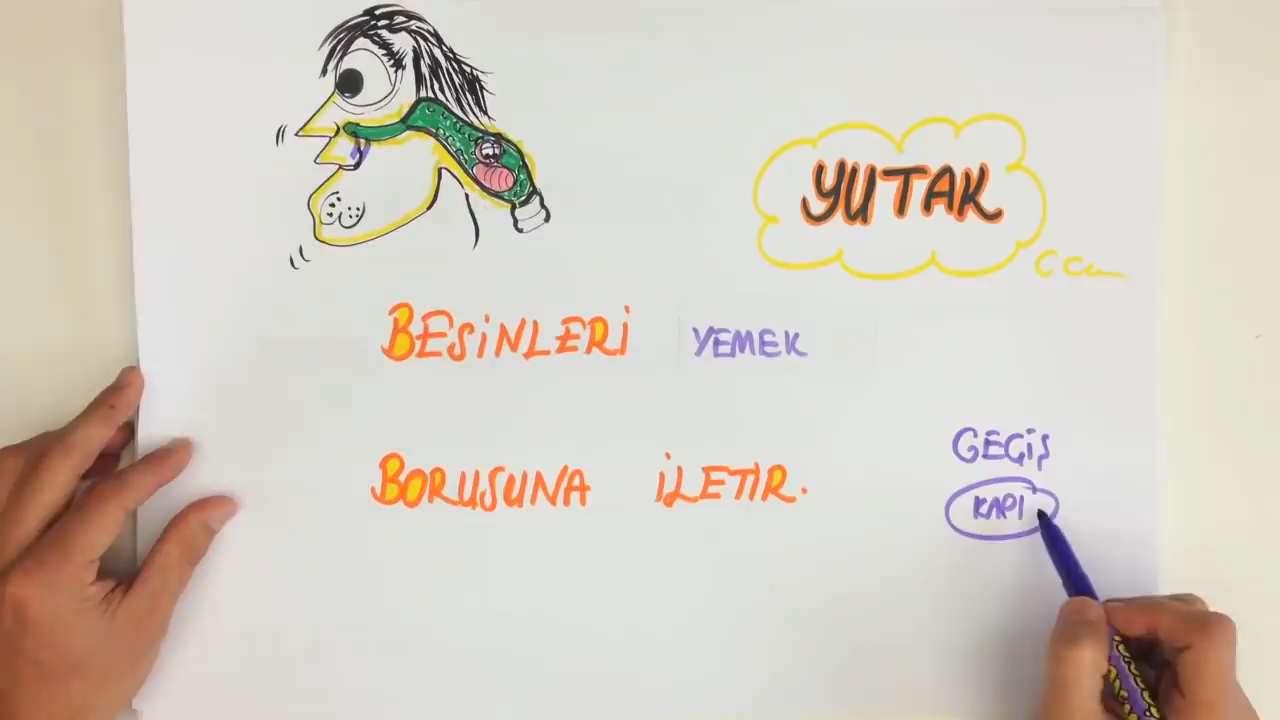 YUTAK
BESİNLERİ YEMEK
BORUSUNA İLETİR.
GEÇİŞ
KAPI